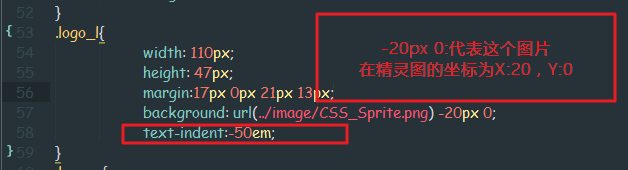 52 }
53 .logo_l{
54 width: 110px;
55 height: 47px;
56 margin:17px 0px 21px 13px;
57 background: url(../image/CSS_Sprite.png) -20px 0;
58 text-indent:-50em;
59 }
-20px 0:代表这个图片
在精灵图的坐标为X:20，Y:0